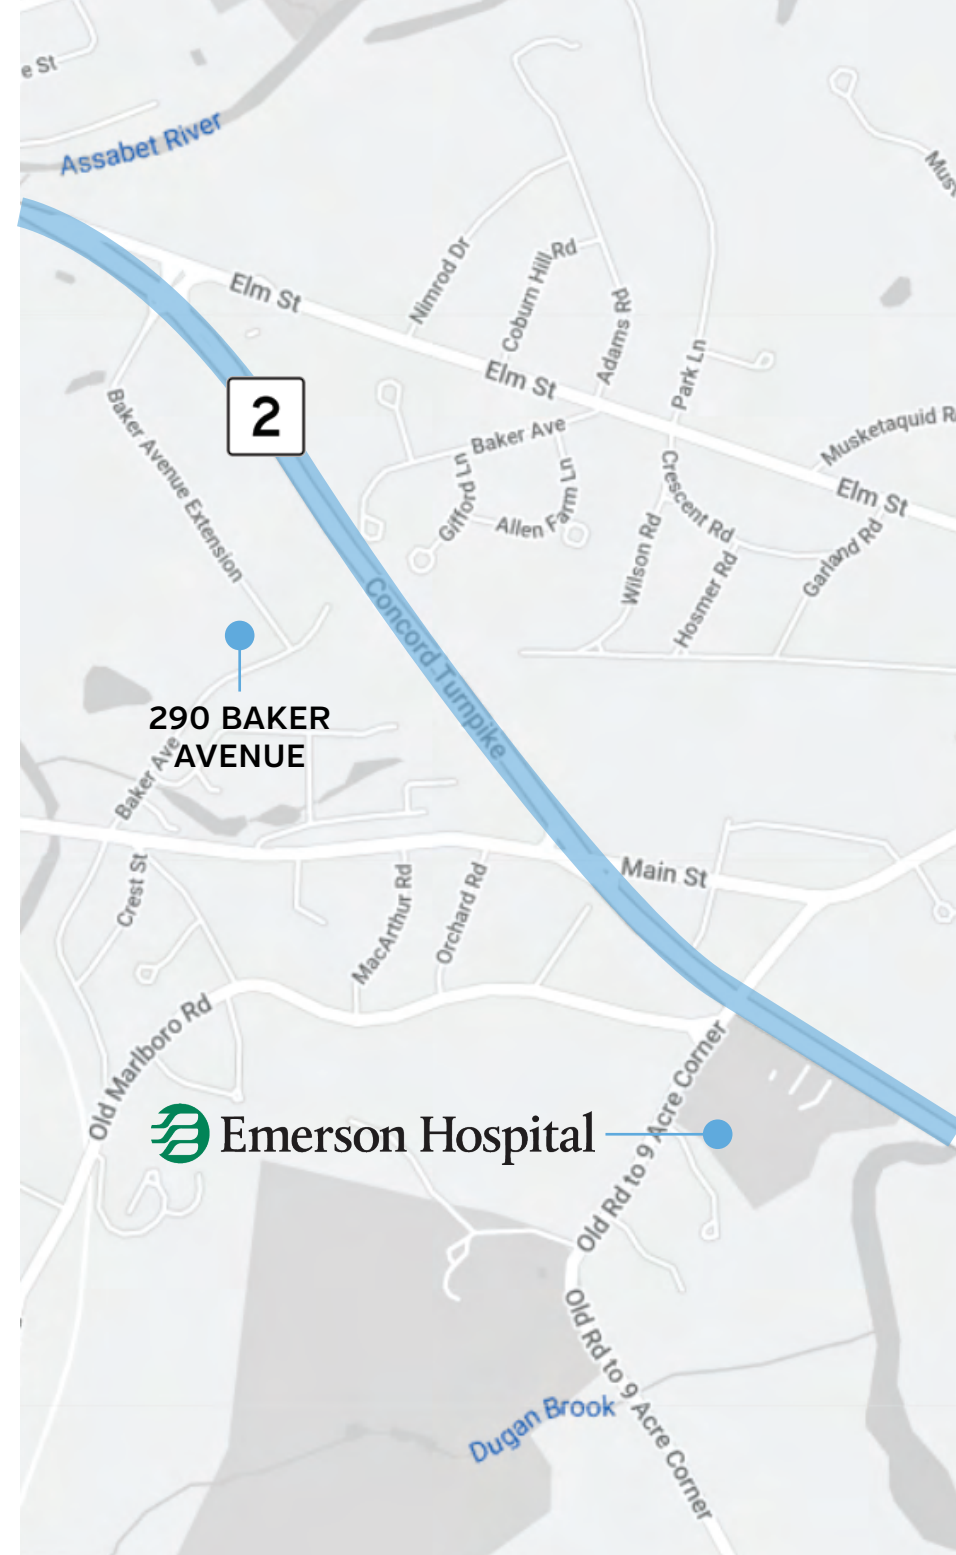 e St
Assabet River
Elm St
Nimrod Dr
Coburn Hill Rd
Adams Rd
Park Ln
Elm St
2
Baker Avenue Extension
Baker Ave
Gifford Ln
Allen Farm Ln
Crescent Rd
Wilson Rd
Hosmer Rd
Garland Rd
Musketaquid R
Elm St
Concord Turnpike
290 BAKER
AVENUE
Baker Ave
Main St
Crest St
MacArthur Rd
Orchard Rd
Old Marlboro Rd
Emerson Hospital
Old Rd to 9 Acre Corner
Old Rd to 9 Acre Corner
Dugan Brook